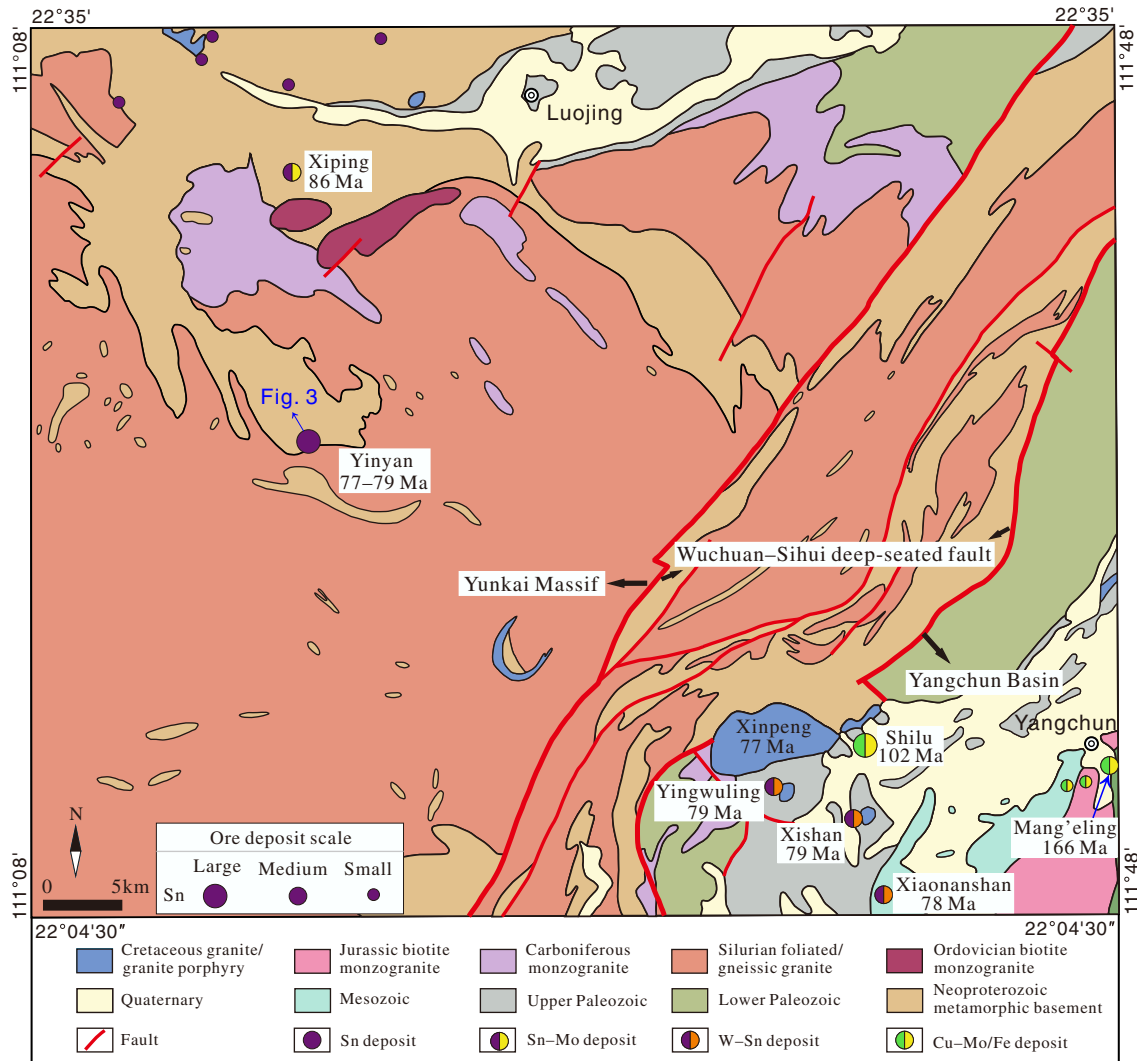 22°35'
22°35'
111°08'
111°48'
Luojing
Xiping
86 Ma
Fig. 3
Yinyan
77–79 Ma
Wuchuan–Sihui deep-seated fault
Yunkai Massif
Yangchun Basin
Xinpeng
77 Ma
Shilu
102 Ma
Yangchun
Yingwuling
79 Ma
Xishan
79 Ma
Mang'eling
166 Ma
Xiaonanshan
78 Ma
N
0 5km
Ore deposit scale
Large Medium Small
Sn
111°08'
111°48'
22°04'30″
22°04'30″
Cretaceous granite/
granite porphyry
Jurassic biotite
monzogranite
Carboniferous
monzogranite
Silurian foliated/
gneissic granite
Ordovician biotite
monzogranite
Quaternary
Mesozoic
Upper Paleozoic
Lower Paleozoic
Neoproterozoic
metamorphic basement
Fault
Sn deposit
Sn–Mo deposit
W–Sn deposit
Cu–Mo/Fe deposit